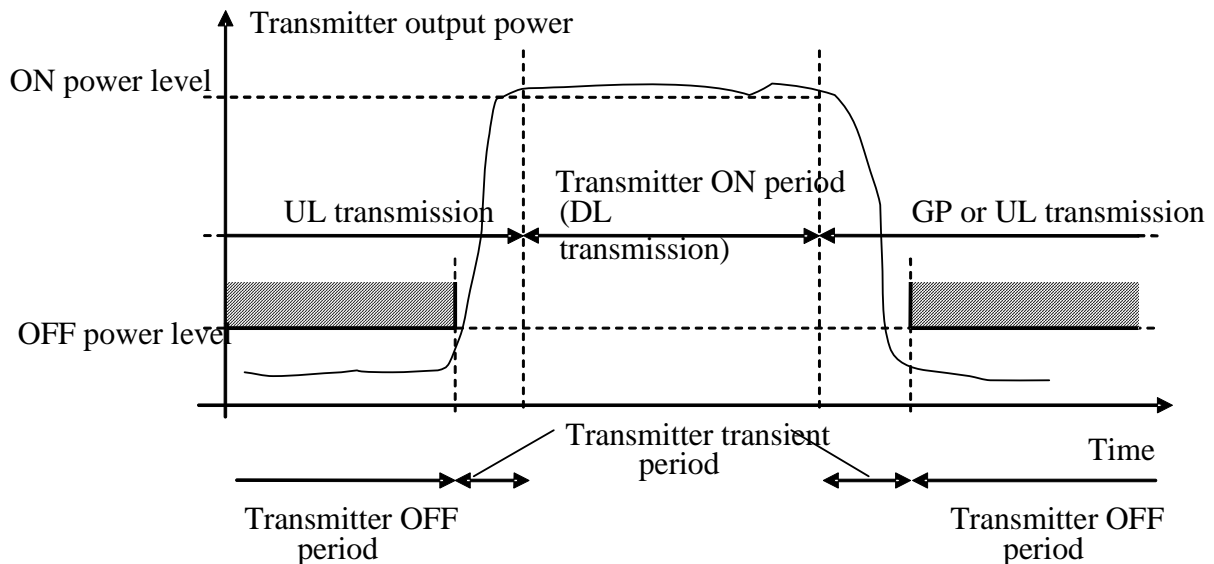 Transmitter output power
ON power level
Transmitter ON period
UL transmission
(DL
transmission)
GP or UL transmission
OFF power level
Transmitter transient
period
Time
Transmitter OFF
period
Transmitter OFF
period